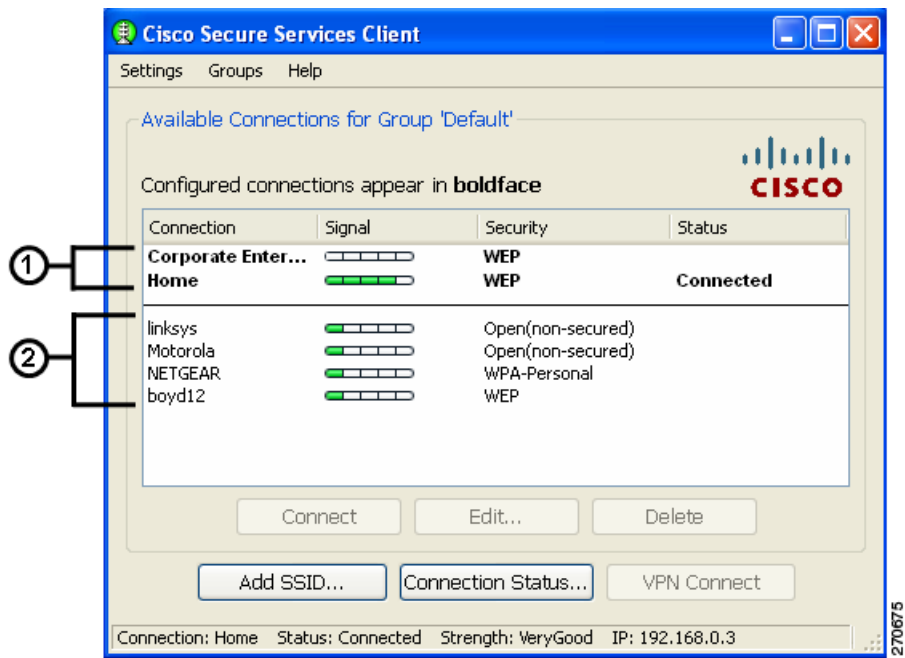 Cisco Secure Services Client
Settings Groups Help
Available Connections for Group 'Default'
CISCO
Configured connections appear in boldface
Connection Signal Security Status
1
Corporate Enter... WEP
Home WEP Connected
2
linksys Open(non-secured)
Motorola Open(non-secured)
NETGEAR WPA-Personal
boyd12 WEP
Connect Edit... Delete
Add SSID... Connection Status... VPN Connect
Connection: Home Status: Connected Strength: VeryGood IP: 192.168.0.3
270675